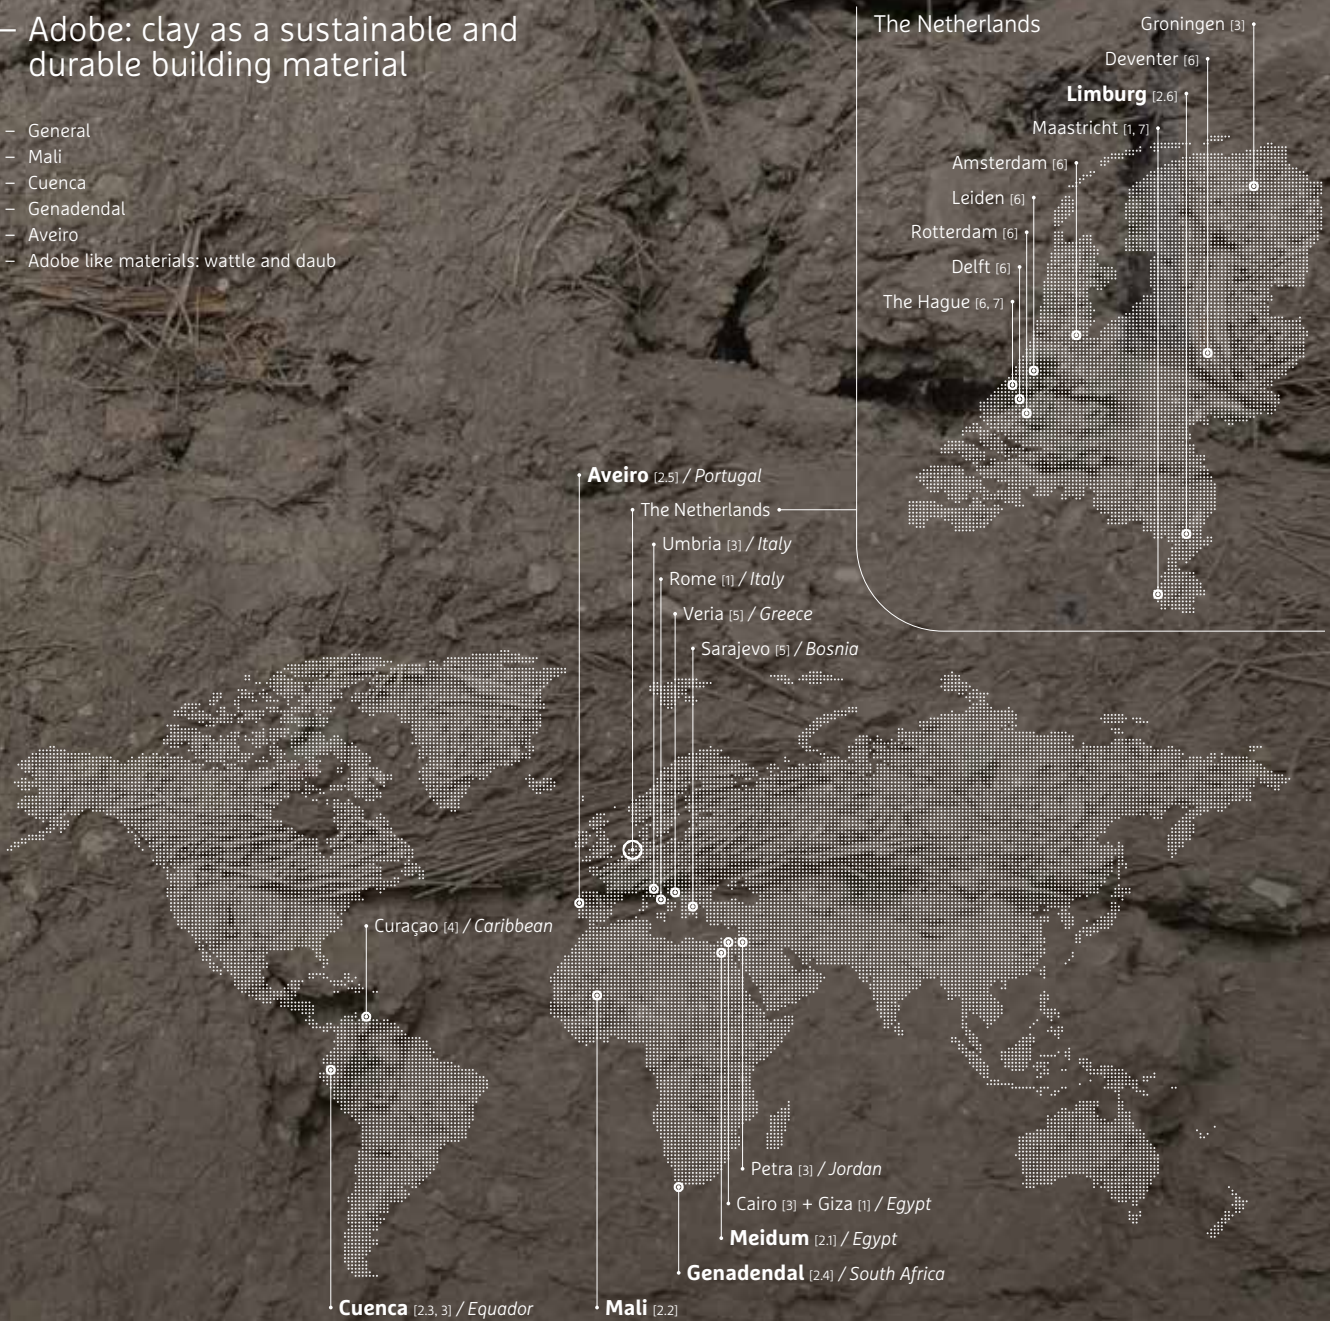 – Adobe: clay as a sustainable and
durable building material
– General
– Mali
– Cuenca
– Genadendal
– Aveiro
– Adobe like materials: wattle and daub
The Netherlands
Groningen [3]
Deventer [6]
Limburg [2.6]
Maastricht [1, 7]
Amsterdam [6]
Leiden [6]
Rotterdam [6]
Delft [6]
The Hague [6, 7]
Aveiro [2.5] / Portugal
The Netherlands
Umbria [3] / Italy
Rome [1] / Italy
Veria [5] / Greece
Sarajevo [5] / Bosnia
Curaçao [4] / Caribbean
Petra [3] / Jordan
Cairo [3] + Giza [1] / Egypt
Meidum [2.1] / Egypt
Genadendal [2.4] / South Africa
Cuenca [2.3, 3] / Equador
Mali [2.2]